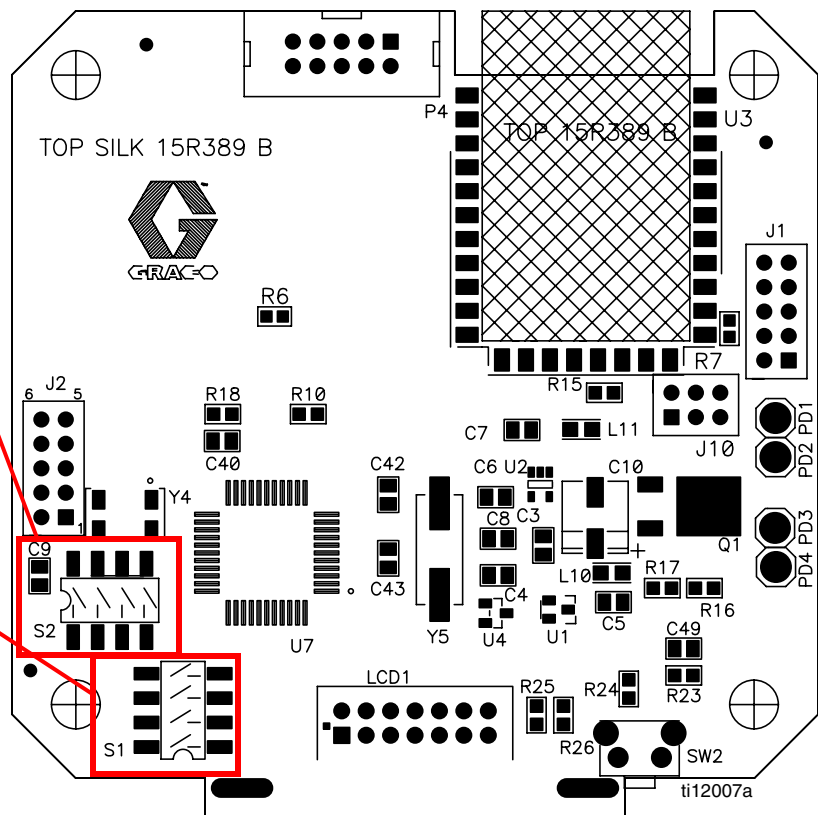 P4
TOP 15R389 B
U3
TOP SILK 15R389 B
GRACO
J1
R6
R7
J2
6 5
R18
R10
R15
PD1
C7
L11
J10
C40
PD2
C42
C6
U2
C10
Y4
1
C8
C3
PD3
Q1
C9
+
L10
R17
PD4
C43
C4
R16
S2
U7
Y5
U4
U1
C5
C49
LCD1
R25
R24
R23
S1
R26
SW2
ti12007a